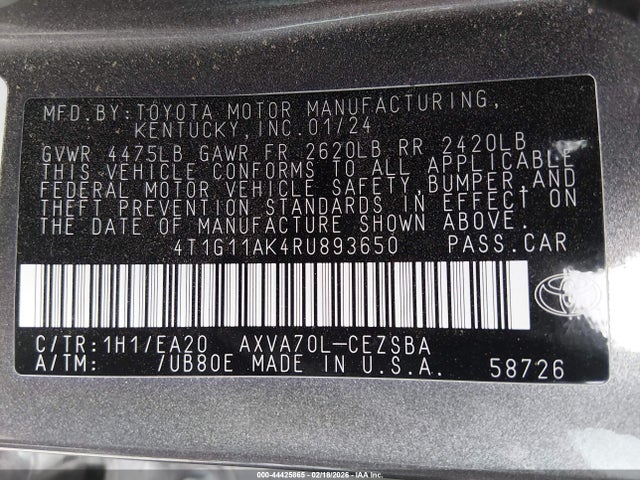 MFD.BY:TOYOTA MOTOR MANUFACTURING,
KENTUCKY,INC.01/24
GVWR 4475LB GAWR FR 2620LB RR 2420LB
THIS VEHICLE CONFORMS TO ALL APPLICABLE
FEDERAL MOTOR VEHICLE SAFETY,BUMPER,AND
THEFT PREVENTION STANDARDS IN EFFECT ON
THE DATE OF MANUFACTURE SHOWN ABOVE.
4T1G11AK4RU893650 PASS.CAR
C/TR:1H1/EA20 AXVA70L-CEZSBA
A/TM: /UB80E MADE IN U.S.A. 58726
000-44425865 - 02/18/2026 - IAA Inc.